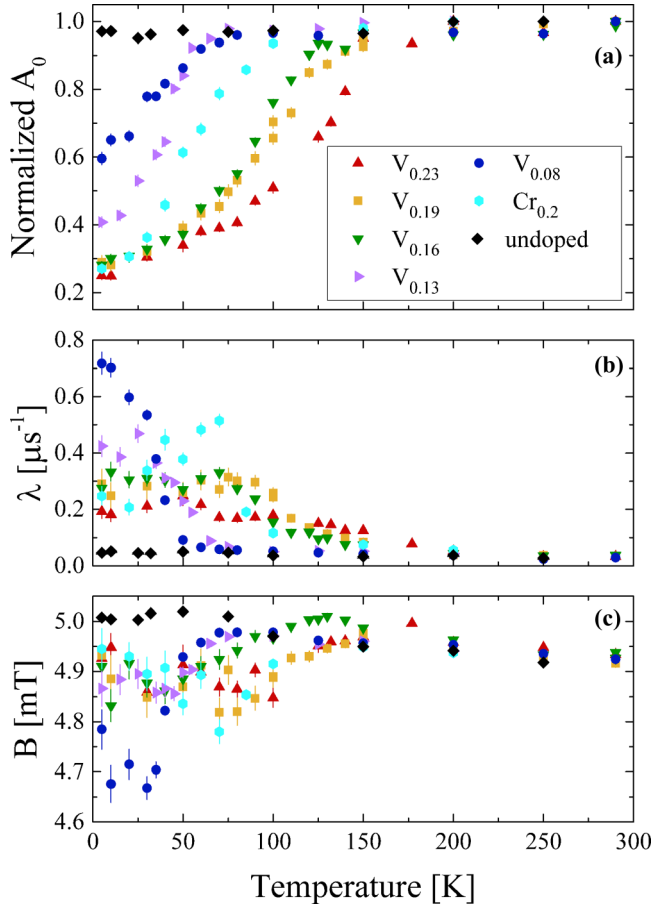 1.0
0.8
0.6
0.4
0.2
Normalized A0
(a)
V0.23 V0.08
V0.19 Cr0.2
V0.16 undoped
V0.13
0.8
0.6
0.4
0.2
0.0
λ [μs-1]
(b)
5.0
4.9
4.8
4.7
4.6
B [mT]
(c)
0 50 100 150 200 250 300
Temperature [K]